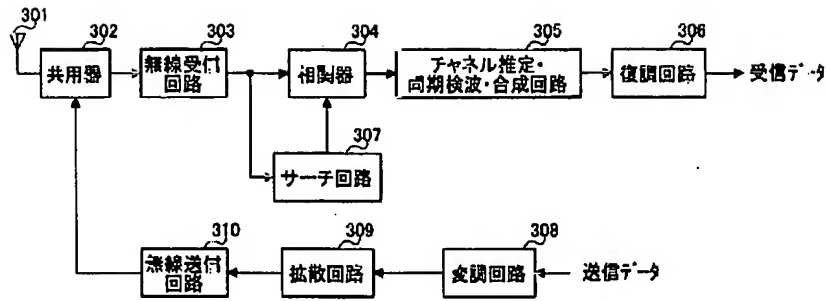 301
302
共用器
303
無線受付
回路
304
相関器
305
チャネル推定・
同期検波・合成回路
306
復調回路
受信データ
307
サーチ回路
310
無線送付
回路
309
拡散回路
308
変調回路
送信データ